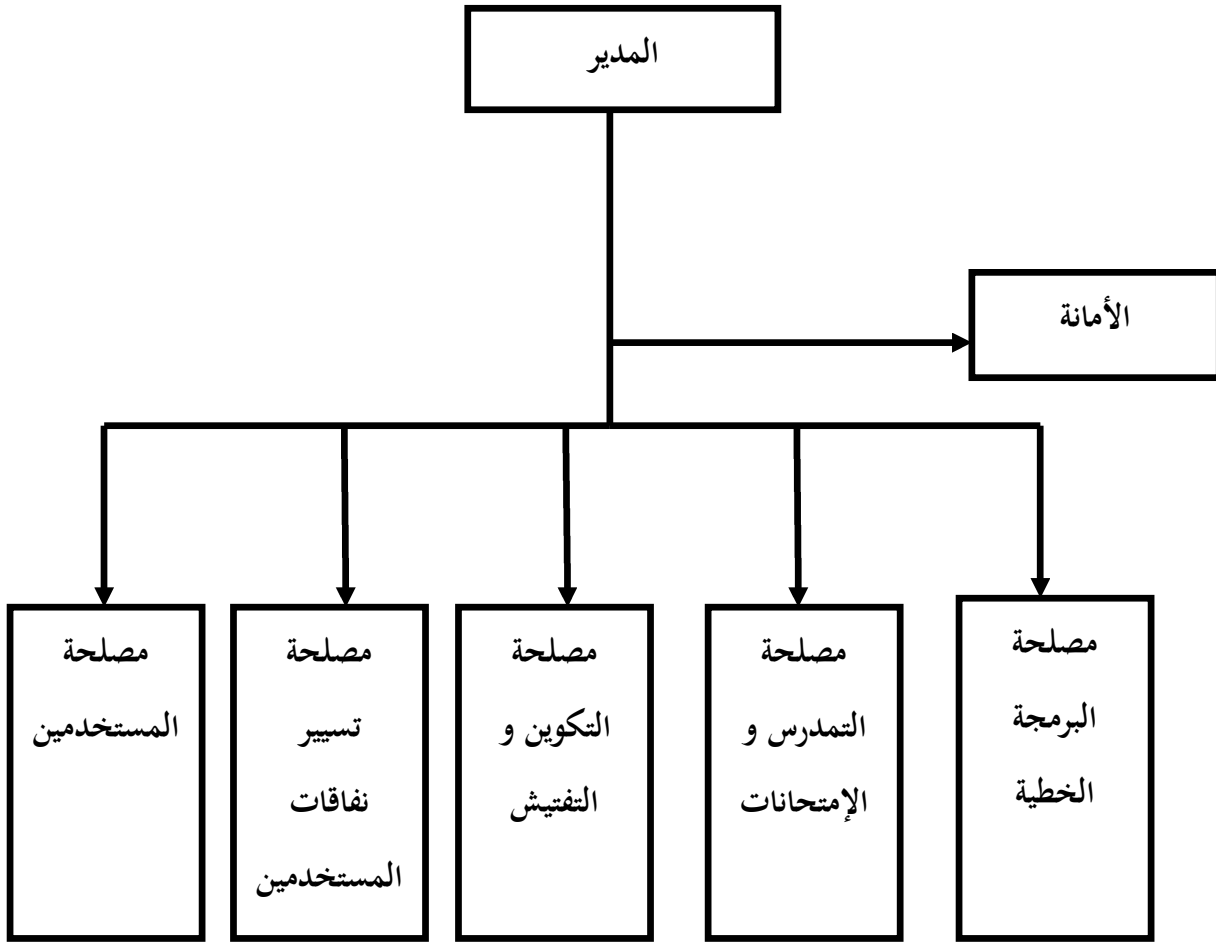 المدير
الأمانة
مصلحة
البرمجة
الخطية
مصلحة
التمدرس و
الإمتحانات
مصلحة
التكوين و
التفتيش
مصلحة
تسيير
نفاقات
المستخدمين
مصلحة
المستخدمين